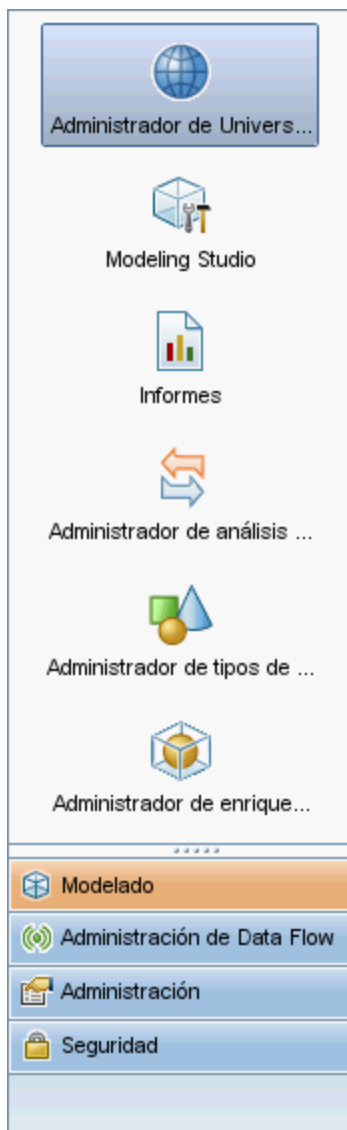 Administrador de Univers...
Modeling Studio
Informes
Administrador de análisis ...
Administrador de tipos de ...
Administrador de enrique...
Modelado
Administración de Data Flow
Administración
Seguridad